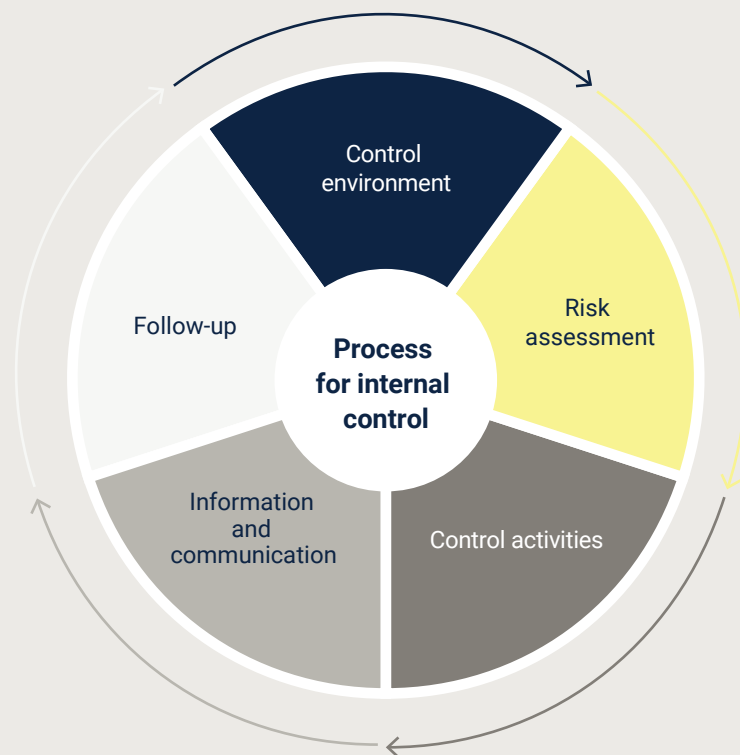 Control
environment
Risk
assessment
Control activities
Information
and
communication
Follow-up
Process
for internal
control